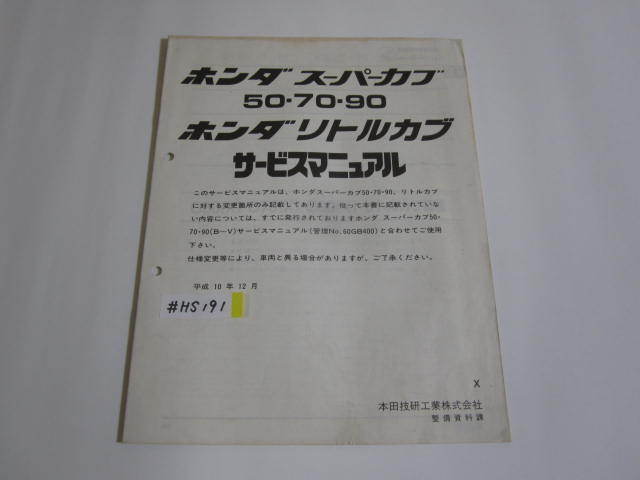 ホンダ スーパーカブ
50・70・90
ホンダリトルカブ
サービスマニュアル
このサービスマニュアルは、ホンダスーパーカブ50・70・90、リトルカブ
に対する変更箇所のみ記載してあります。従って本書に記載されていな
い内容については、すでに発行されておりますホンダ スーパーカブ50・
70・90(B─V)サービスマニュアル(管理No.60GB400)と合わせてご使用
下さい。
仕様変更等により、車両と異る場合がありますが、ご了承ください。
平成 10 年 12 月
#HS191
X
本田技研工業株式会社
整備資料課